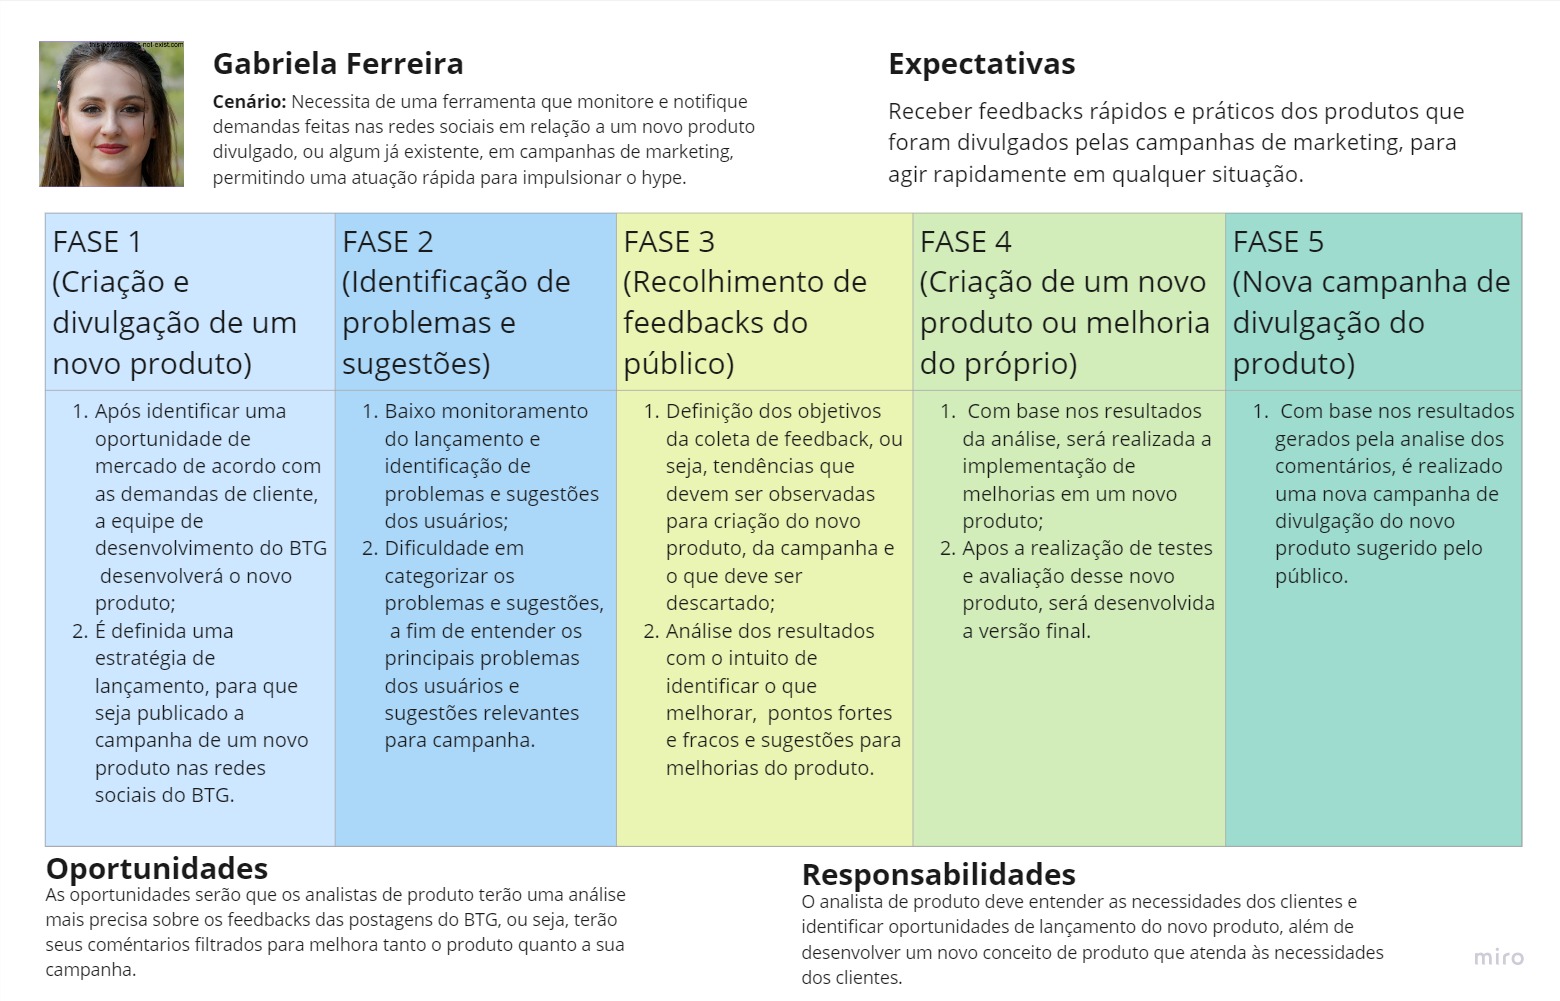 this-person-does-not-exist.com
Gabriela Ferreira
Cenário: Necessita de uma ferramenta que monitore e notifique
demandas feitas nas redes sociais em relação a um novo produto
divulgado, ou algum já existente, em campanhas de marketing,
permitindo uma atuação rápida para impulsionar o hype.
Expectativas
Receber feedbacks rápidos e práticos dos produtos que
foram divulgados pelas campanhas de marketing, para
agir rapidamente em qualquer situação.
FASE 1
(Criação e
divulgação de um
novo produto)
1. Após identificar uma
oportunidade de
mercado de acordo com
as demandas de cliente,
a equipe de
desenvolvimento do BTG
desenvolverá o novo
produto;
2. É definida uma
estratégia de
lançamento, para que
seja publicado a
campanha de um novo
produto nas redes
sociais do BTG.
FASE 2
(Identificação de
problemas e
sugestões)
1. Baixo monitoramento
do lançamento e
identificação de
problemas e sugestões
dos usuários;
2. Dificuldade em
categorizar os
problemas e sugestões,
a fim de entender os
principais problemas
dos usuários e
sugestões relevantes
para campanha.
FASE 3
(Recolhimento de
feedbacks do
público)
1. Definição dos objetivos
da coleta de feedback, ou
seja, tendências que
devem ser observadas
para criação do novo
produto, da campanha e
o que deve ser
descartado;
2. Análise dos resultados
com o intuito de
identificar o que
melhorar, pontos fortes
e fracos e sugestões para
melhorias do produto.
FASE 4
(Criação de um novo
produto ou melhoria
do próprio)
1. Com base nos resultados
da análise, será realizada a
implementação de
melhorias em um novo
produto;
2. Apos a realização de testes
e avaliação desse novo
produto, será desenvolvida
a versão final.
FASE 5
(Nova campanha de
divulgação do
produto)
1. Com base nos resultados
gerados pela analise dos
comentários, é realizado
uma nova campanha de
divulgação do novo
produto sugerido pelo
público.
Oportunidades
As oportunidades serão que os analistas de produto terão uma análise
mais precisa sobre os feedbacks das postagens do BTG, ou seja, terão
seus coméntarios filtrados para melhora tanto o produto quanto a sua
campanha.
Responsabilidades
O analista de produto deve entender as necessidades dos clientes e
identificar oportunidades de lançamento do novo produto, além de
desenvolver um novo conceito de produto que atenda às necessidades
dos clientes.
miro